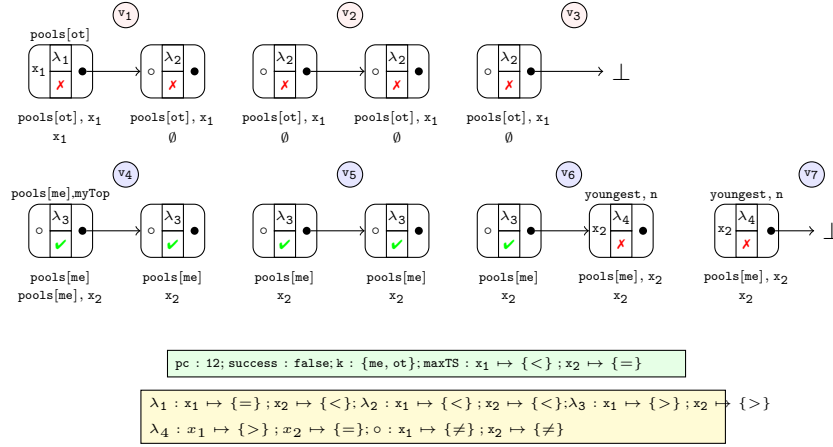 v₁ v₂ v₃
pools[ot]
x₁ λ₁ ✗ ○ λ₂ ✗ ○ λ₂ ✗ ○ λ₂ ✗ ○ λ₂ ✗ ⊥
pools[ot], x₁ pools[ot], x₁ pools[ot], x₁ pools[ot], x₁ pools[ot], x₁
x₁ ∅ ∅ ∅ ∅
v₄ v₅ v₆ v₇
pools[me],myTop youngest, n youngest, n
○ λ₃ ✓ ○ λ₃ ✓ ○ λ₃ ✓ ○ λ₃ ✓ ○ λ₃ ✓ x₂ λ₄ ✗ x₂ λ₄ ✗ ⊥
pools[me] pools[me] pools[me] pools[me] pools[me] pools[me], x₂ pools[me], x₂
pools[me], x₂ x₂ x₂ x₂ x₂ x₂ x₂
pc : 12; success : false; k : {me, ot}; maxTS : x₁ ↦ {<} ; x₂ ↦ {=}
λ₁ : x₁ ↦ {=} ; x₂ ↦ {<}; λ₂ : x₁ ↦ {<} ; x₂ ↦ {<};λ₃ : x₁ ↦ {>} ; x₂ ↦ {>}
λ₄ : x₁ ↦ {>} ; x₂ ↦ {=}; ○ : x₁ ↦ {≠} ; x₂ ↦ {≠}